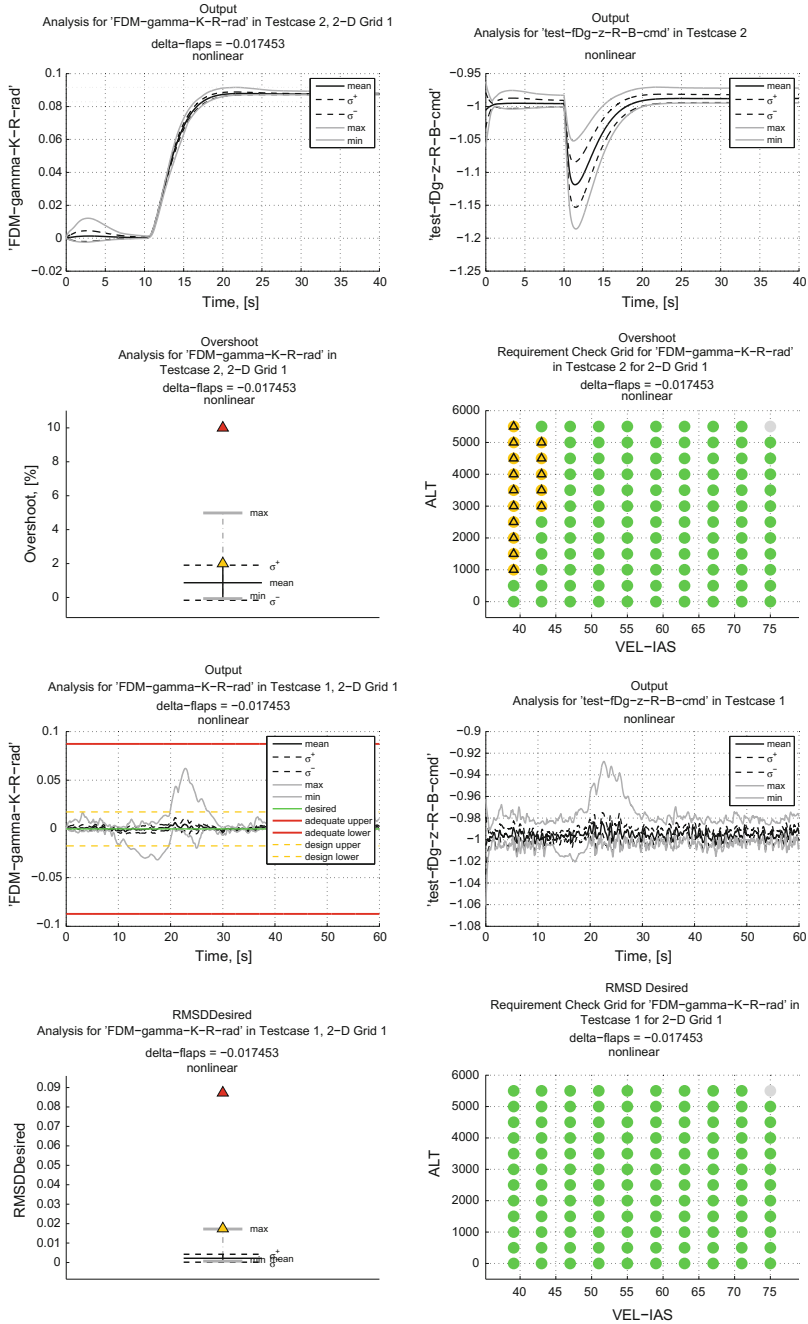 Output
Analysis for 'FDM−gamma−K−R−rad' in Testcase 2, 2−D Grid 1
delta−flaps = −0.017453
nonlinear
0.1
0.08
0.06
0.04
0.02
0
−0.02
'FDM−gamma−K−R−rad'
mean
σ+
σ−
max
min
0 5 10 15 20 25 30 35 40
Time, [s]
Output
Analysis for 'test−fDg−z−R−B−cmd' in Testcase 2
nonlinear
−0.95
−1
−1.05
−1.1
−1.15
−1.2
−1.25
'test−fDg−z−R−B−cmd'
mean
σ+
σ−
max
min
0 5 10 15 20 25 30 35 40
Time, [s]
Overshoot
Analysis for 'FDM−gamma−K−R−rad' in
Testcase 2, 2−D Grid 1
delta−flaps = −0.017453
nonlinear
10
8
6
4
2
0
Overshoot, [%]
max
σ+
mean
min
σ−
Overshoot
Requirement Check Grid for 'FDM−gamma−K−R−rad'
in Testcase 2 for 2−D Grid 1
delta−flaps = −0.017453
nonlinear
6000
5000
4000
3000
2000
1000
0
ALT
40 45 50 55 60 65 70 75
VEL−IAS
Output
Analysis for 'FDM−gamma−K−R−rad' in Testcase 1, 2−D Grid 1
delta−flaps = −0.017453
nonlinear
0.1
0.05
0
−0.05
−0.1
'FDM−gamma−K−R−rad'
mean
σ+
σ−
max
min
desired
adequate upper
adequate lower
design upper
design lower
0 10 20 30 40 50 60
Time, [s]
Output
Analysis for 'test−fDg−z−R−B−cmd' in Testcase 1
nonlinear
−0.9
−0.92
−0.94
−0.96
−0.98
−1
−1.02
−1.04
−1.06
−1.08
'test−fDg−z−R−B−cmd'
mean
σ+
σ−
max
min
0 10 20 30 40 50 60
Time, [s]
RMSDDesired
Analysis for 'FDM−gamma−K−R−rad' in Testcase 1, 2−D Grid 1
delta−flaps = −0.017453
nonlinear
0.09
0.08
0.07
0.06
0.05
0.04
0.03
0.02
0.01
0
RMSDDesired
max
σ+
min mean
σ−
RMSD Desired
Requirement Check Grid for 'FDM−gamma−K−R−rad' in
Testcase 1 for 2−D Grid 1
delta−flaps = −0.017453
nonlinear
6000
5000
4000
3000
2000
1000
0
ALT
40 45 50 55 60 65 70 75
VEL−IAS